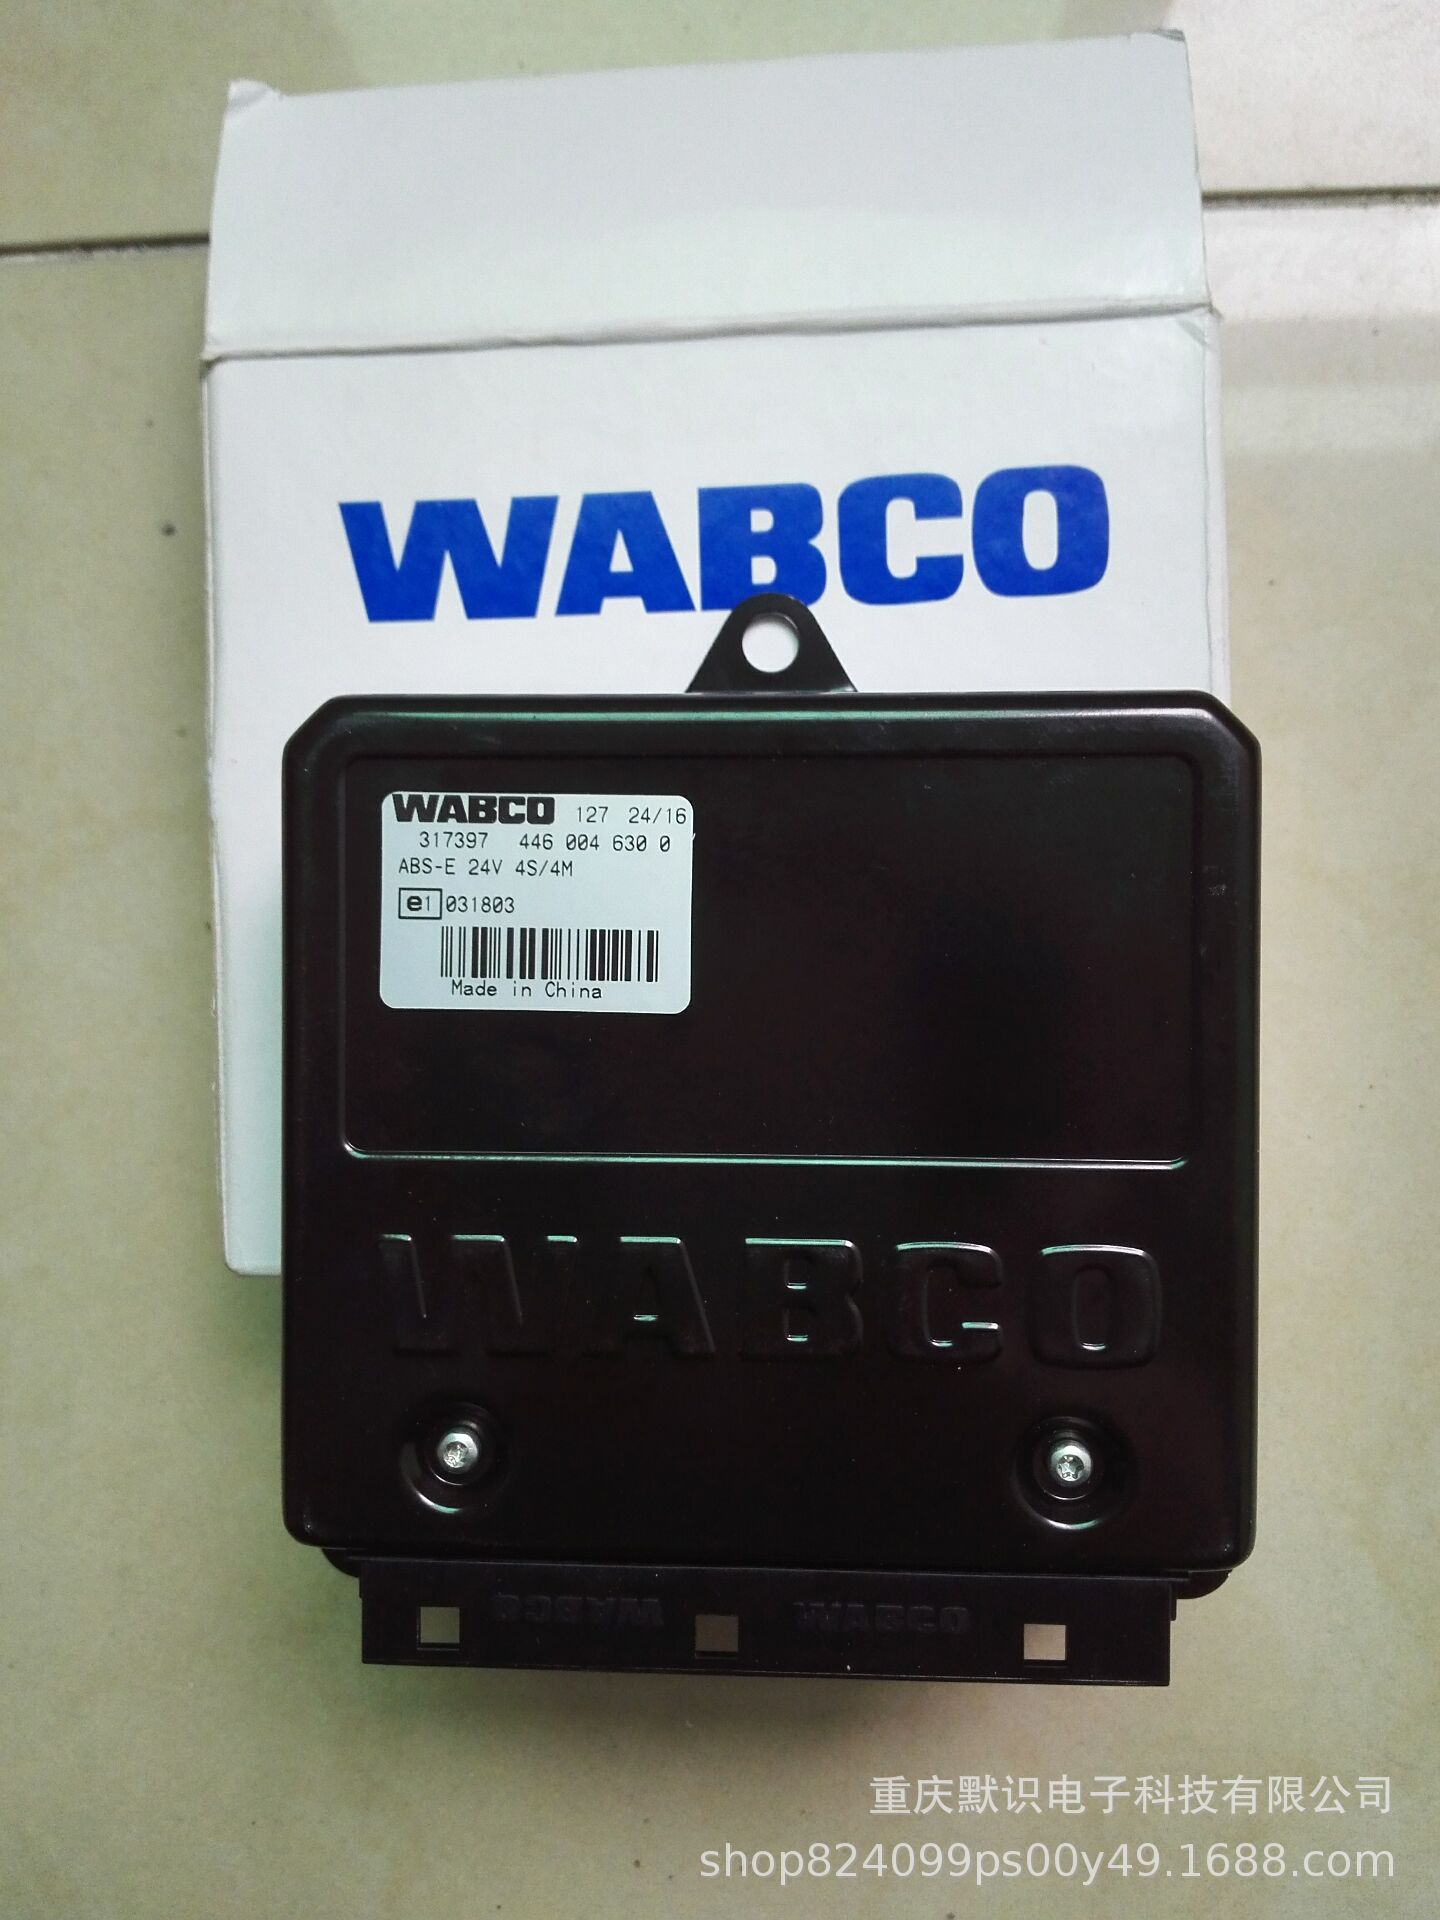 WABCO
WABCO 127 24/16
317397 446 004 630 0
ABS-E 24V 4S/4M
e1 031803
Made in China
WABCO
WABCO WABCO
重庆默识电子科技有限公司
shop824099ps00y49.1688.com